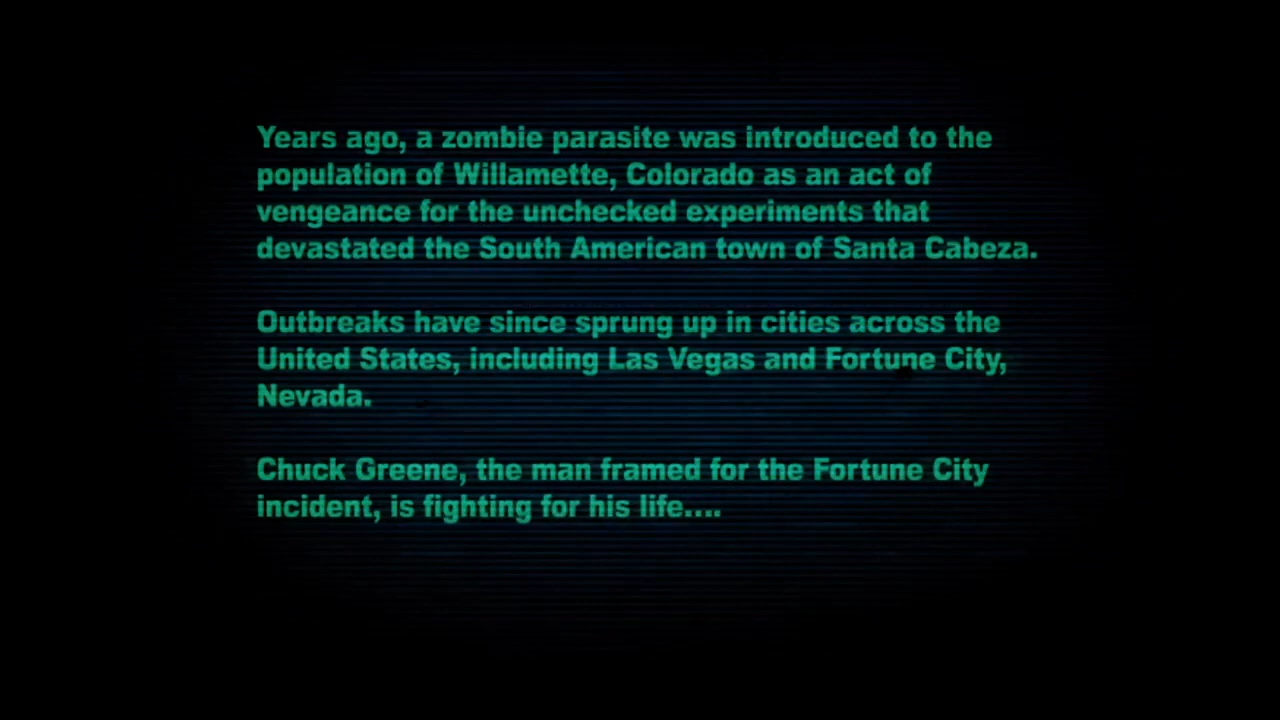 Years ago, a zombie parasite was introduced to the
population of Willamette, Colorado as an act of
vengeance for the unchecked experiments that
devastated the South American town of Santa Cabeza.
Outbreaks have since sprung up in cities across the
United States, including Las Vegas and Fortune City,
Nevada.
Chuck Greene, the man framed for the Fortune City
incident, is fighting for his life....